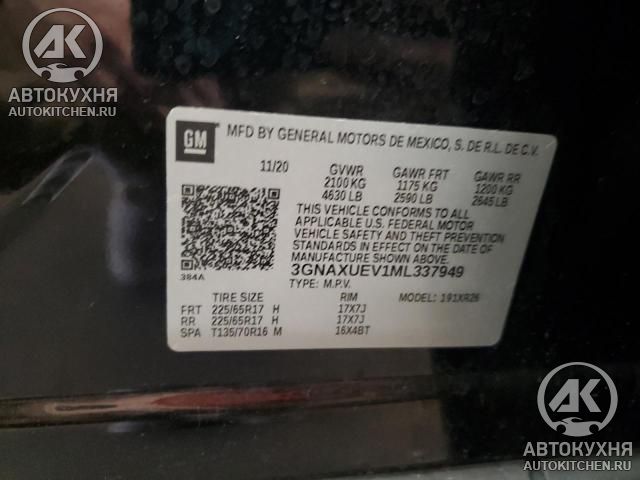 AK
АВТОКУХНЯ
AUTOKITCHEN.RU
GM
MFD BY GENERAL MOTORS DE MEXICO, S. DE R.L. DE C.V.
11/20 GVWR GAWR FRT GAWR RR
2100 KG 1175 KG 1200 KG
4630 LB 2590 LB 2645 LB
THIS VEHICLE CONFORMS TO ALL
APPLICABLE U.S. FEDERAL MOTOR
VEHICLE SAFETY AND THEFT PREVENTION
STANDARDS IN EFFECT ON THE DATE OF
MANUFACTURE SHOWN ABOVE.
384A
3GNAXUEV1ML337949
TYPE: M.P.V. MODEL: 191XR26
TIRE SIZE RIM
FRT 225/65R17 H 17X7J
RR 225/65R17 H 17X7J
SPA T135/70R16 M 16X4BT
AK
АВТОКУХНЯ
AUTOKITCHEN.RU